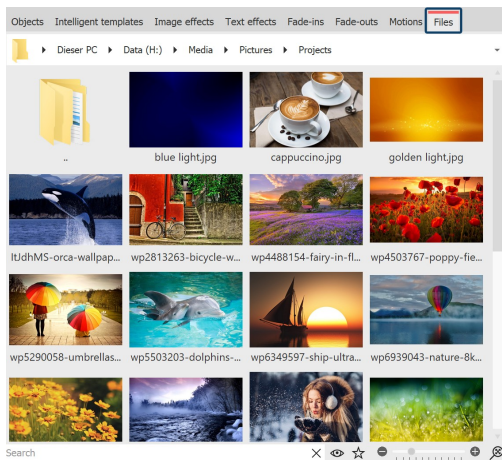 Objects Intelligent templates Image effects Text effects Fade-ins Fade-outs Motions Files
Dieser PC Data (H:) Media Pictures Projects
.. blue light.jpg cappuccino.jpg golden light.jpg
ItJdhMS-orca-wallpap... wp2813263-bicycle-w... wp4488154-fairy-in-fl... wp4503767-poppy-fie...
wp5290058-umbrellas... wp5503203-dolphins-... wp6349597-ship-ultra... wp6939043-nature-8k...
Search